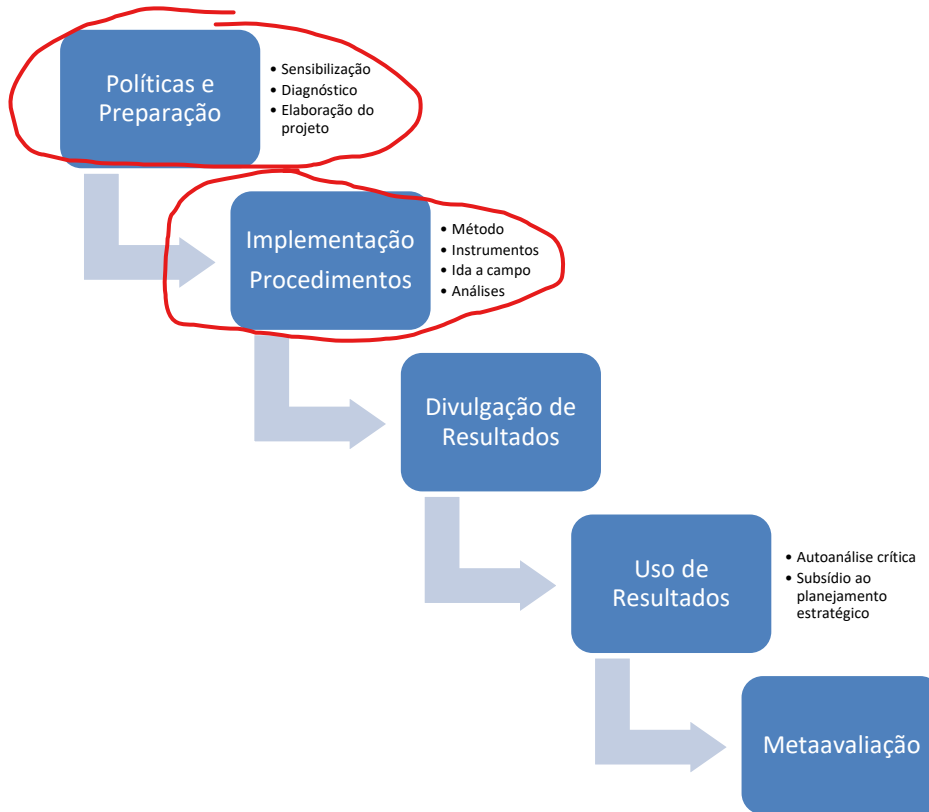 Políticas e
Preparação
• Sensibilização
• Diagnóstico
• Elaboração do
projeto
Implementação
Procedimentos
• Método
• Instrumentos
• Ida a campo
• Análises
Divulgação de
Resultados
Uso de
Resultados
• Autoanálise crítica
• Subsídio ao
planejamento
estratégico
Metaavaliação